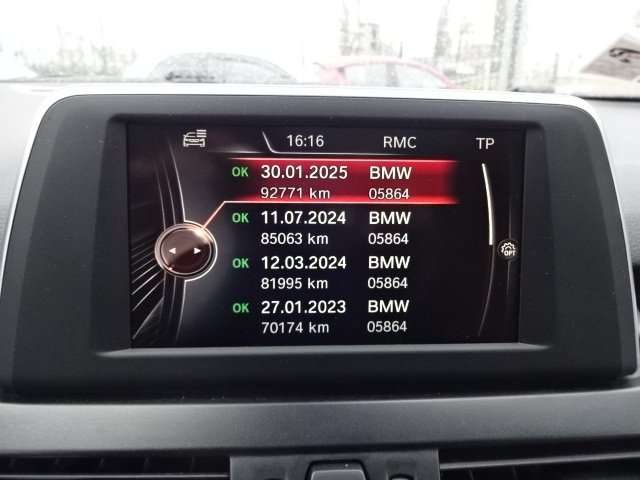 16:16 RMC TP
OK 30.01.2025 BMW
92771 km 05864
OK 11.07.2024 BMW
85063 km 05864
OPT
OK 12.03.2024 BMW
81995 km 05864
OK 27.01.2023 BMW
70174 km 05864